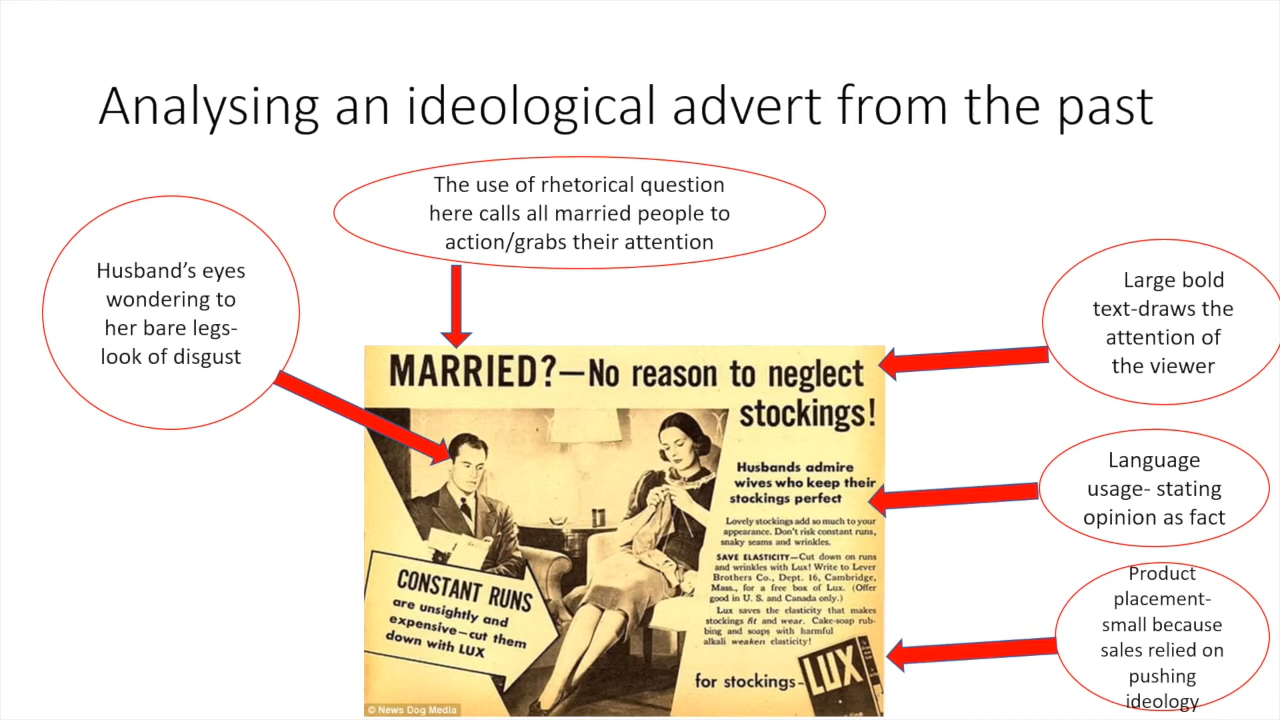 Analysing an ideological advert from the past
The use of rhetorical question
here calls all married people to
action/grabs their attention
Husband's eyes
wondering to
her bare legs-
look of disgust
Large bold
text-draws the
attention of
the viewer
MARRIED?—No reason to neglect
stockings!
Husbands admire
wives who keep their
stockings perfect
Lovely stockings add so much to your
appearance. Don't risk constant runs,
snaky seams and wrinkles.
SAVE ELASTICITY—Cut down on runs
and wrinkles with Lux! Write to Lever
Brothers Co., Dept. 16, Cambridge,
Mass., for a free box of Lux. (Offer
good in U. S. and Canada only.)
Lux saves the elasticity that makes
stockings fit and wear. Cake-soap rub-
bing and soaps with harmful
alkali weaken elasticity!
for stockings-
LUX
CONSTANT RUNS
are unsightly and
expensive—cut them
down with LUX
© News Dog Media
Language
usage- stating
opinion as fact
Product
placement-
small because
sales relied on
pushing
ideology